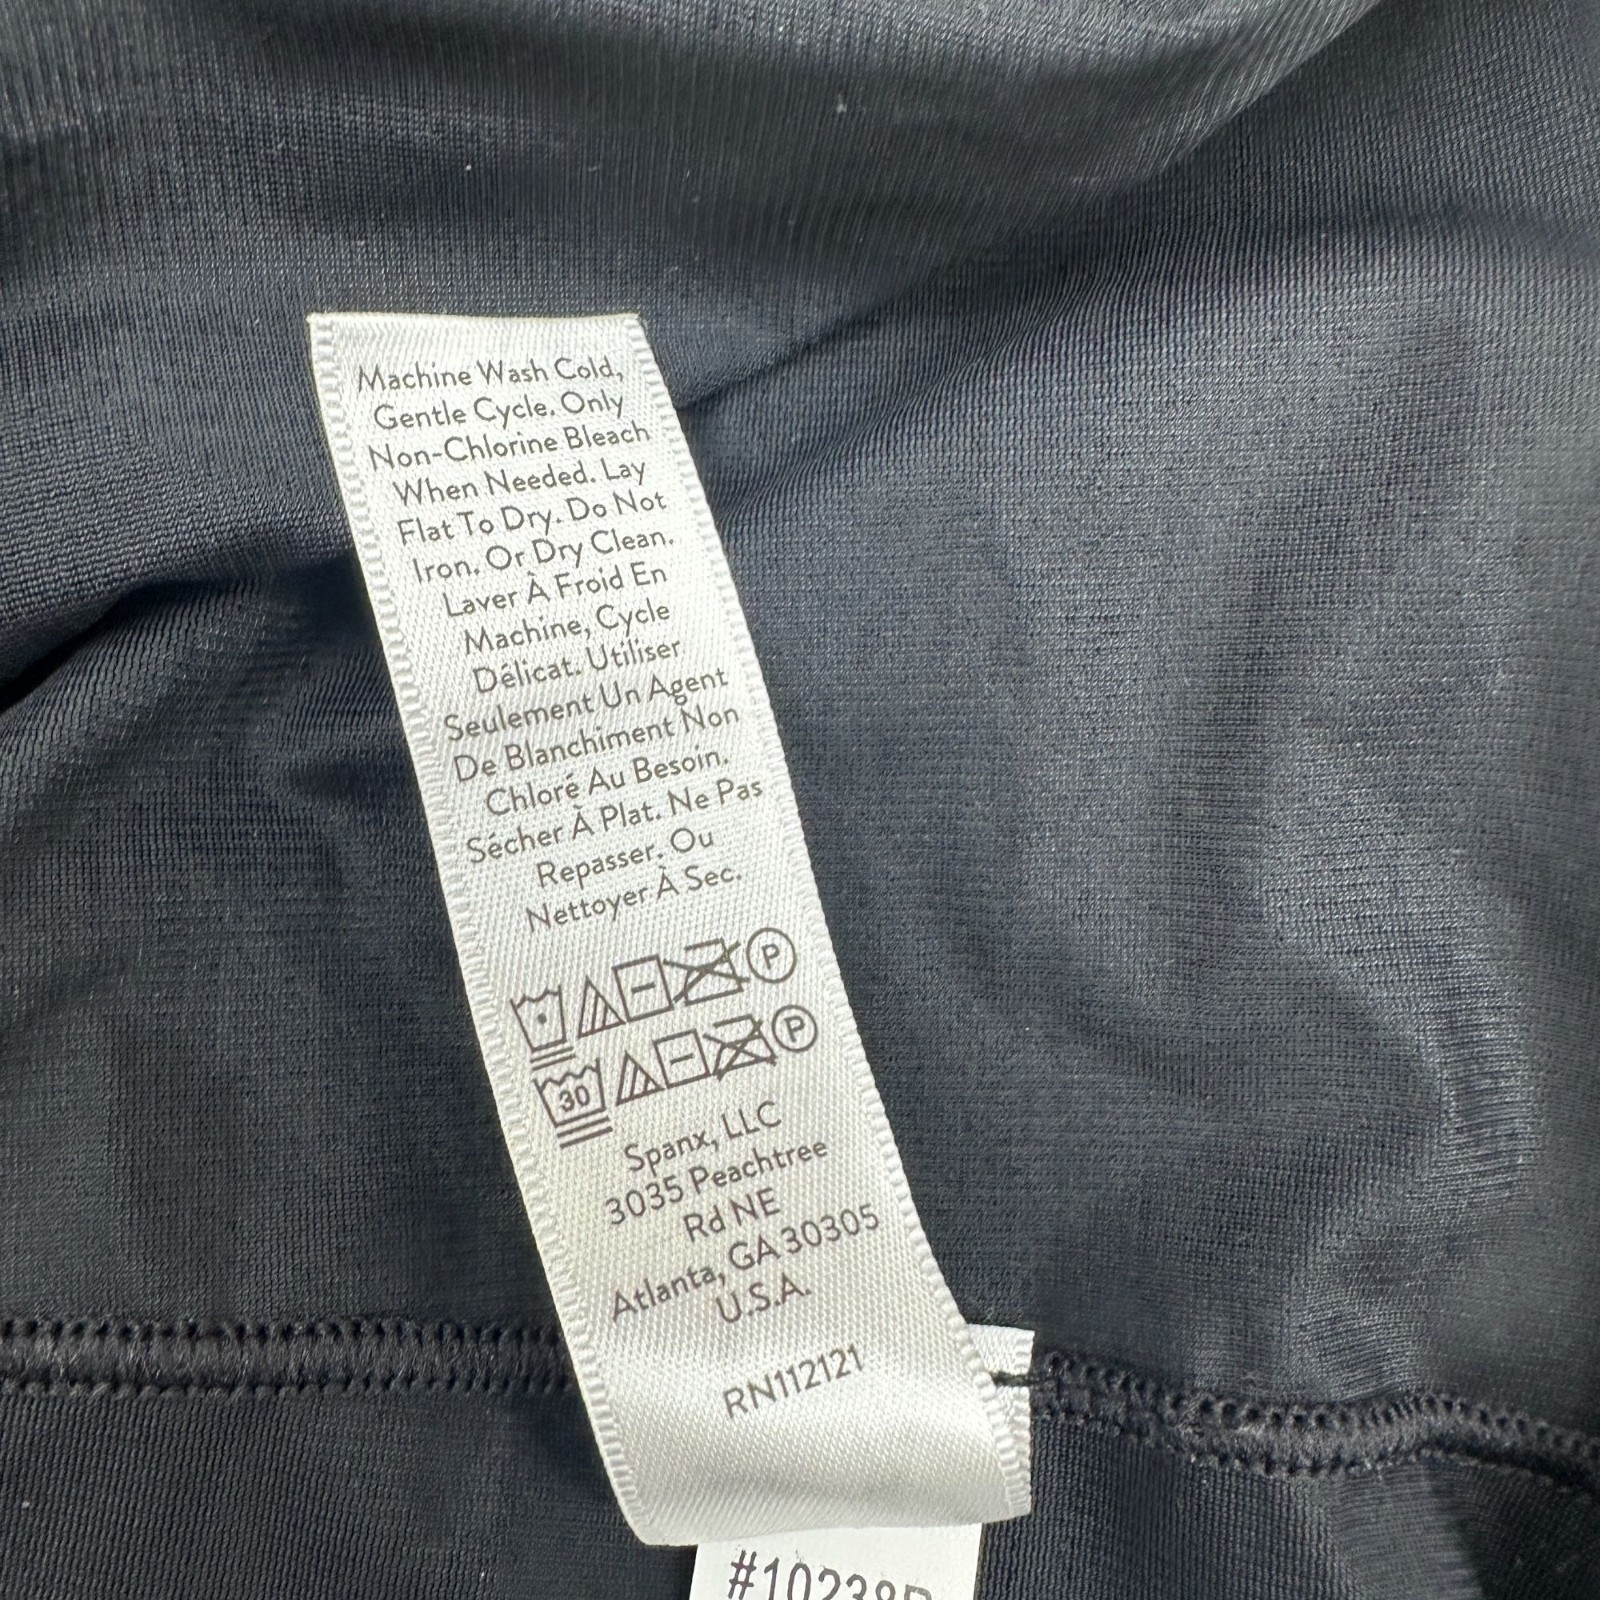 Machine Wash Cold,
Gentle Cycle. Only
Non-Chlorine Bleach
When Needed. Lay
Flat To Dry. Do Not
Iron. Or Dry Clean.
Laver À Froid En
Machine, Cycle
Délicat. Utiliser
Seulement Un Agent
De Blanchiment Non
Chloré Au Besoin.
Sécher À Plat. Ne Pas
Repasser. Ou
Nettoyer À Sec.
P
P
30
Spanx, LLC
3035 Peachtree
Rd NE
Atlanta, GA 30305
U.S.A.
RN112121